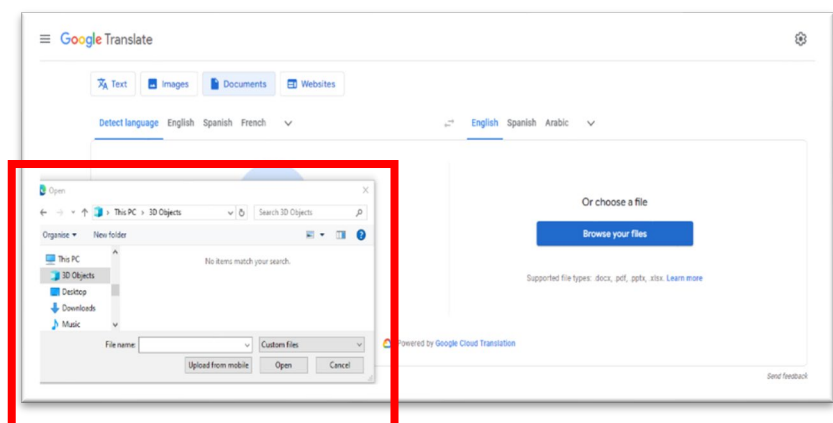 Google Translate
Text Images Documents Websites
Detect language English Spanish French
English Spanish Arabic
Open
This PC > 3D Objects
Search 3D Objects
Organise New folder
This PC
3D Objects
Desktop
Downloads
Music
No items match your search.
File name:
Custom files
Upload from mobile Open Cancel
Or choose a file
Browse your files
Supported file types: .docx, .pdf, .pptx, .xlsx. Learn more
Powered by Google Cloud Translation
Send feedback